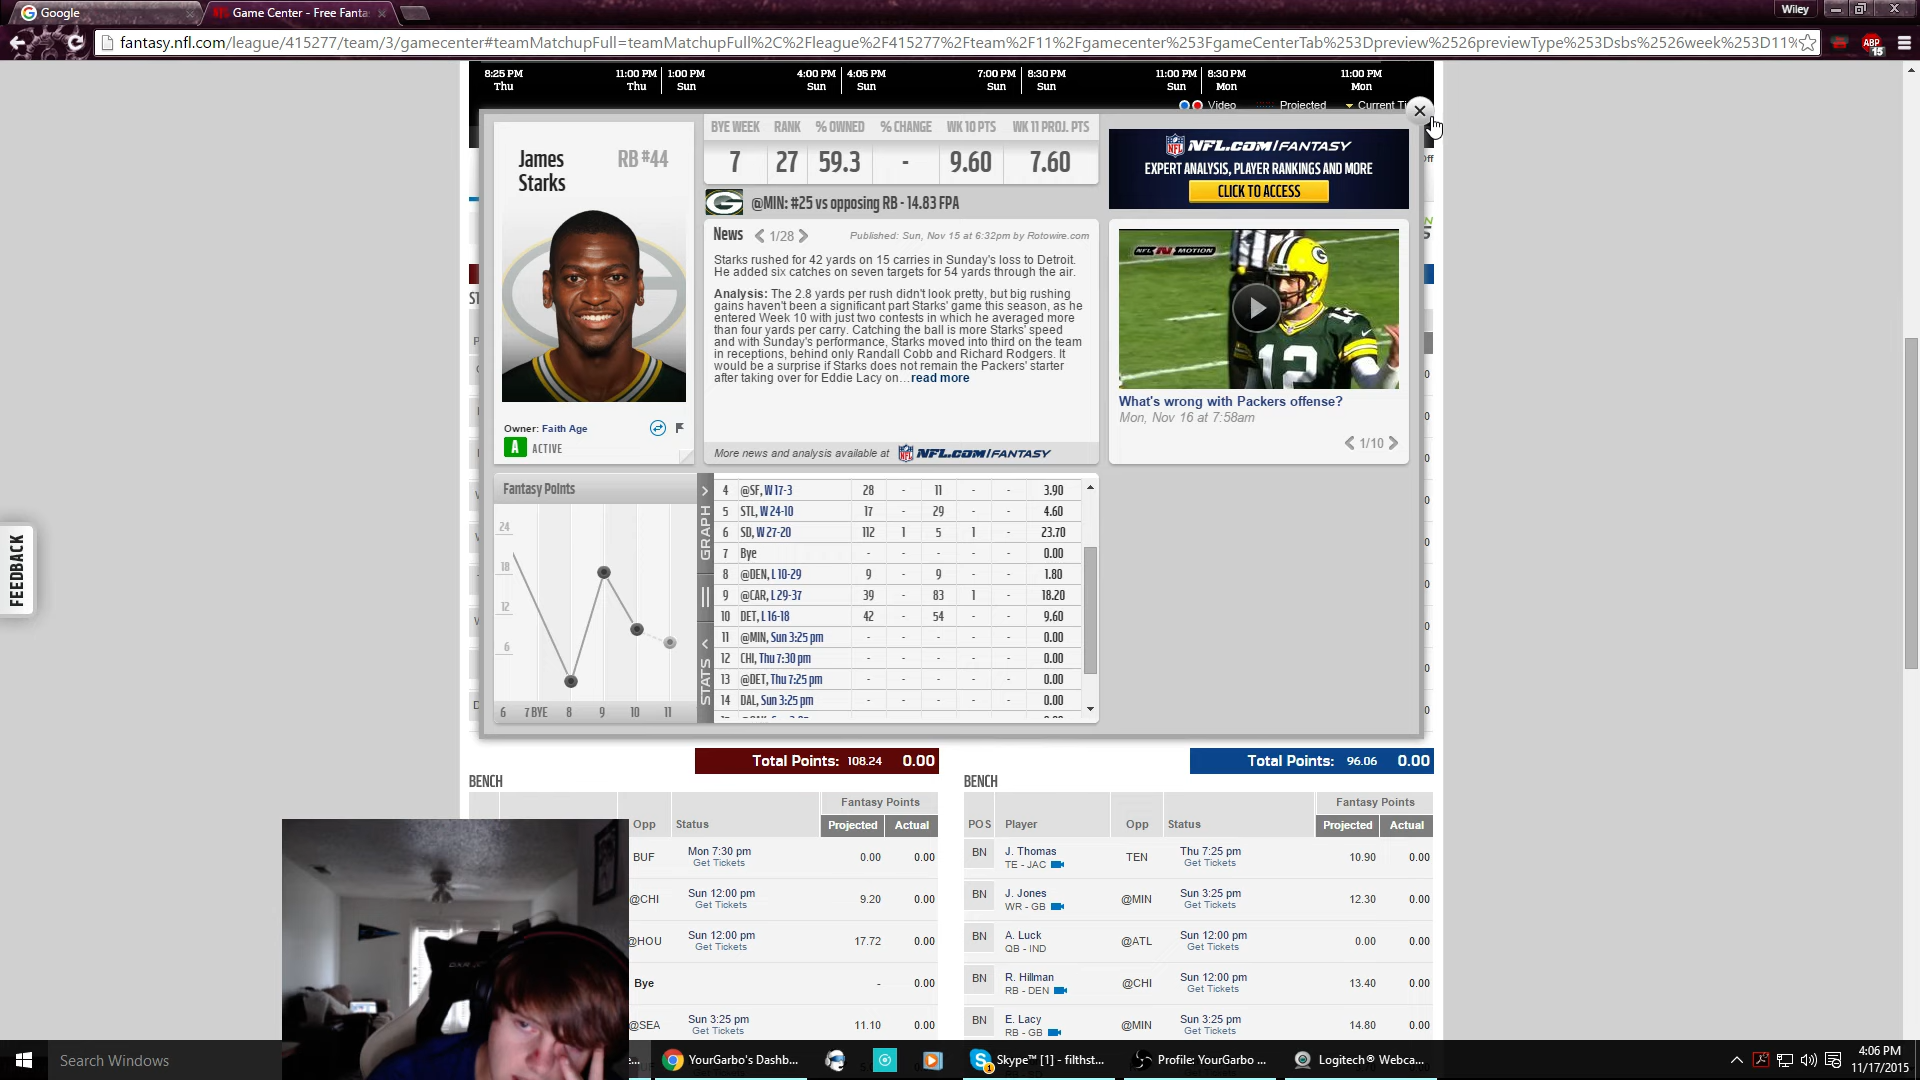 Google
Game Center - Free Fanta
Wiley
fantasy.nfl.com/league/415277/team/3/gamecenter#teamMatchupFull=teamMatchupFull%2C%2Fleague%2F415277%2Fteam%2F11%2Fgamecenter%253FgameCenterTab%253Dpreview%2526previewType%253Dsbs%2526week%253D11%
ABP
15
8:25 PM 11:00 PM 1:00 PM 4:00 PM 4:05 PM 7:00 PM 8:30 PM 11:00 PM 8:30 PM 11:00 PM
Thu Thu Sun Sun Sun Sun Sun Sun Mon Mon
Video Projected Current Ti
James
Starks
RB #44
BYE WEEK RANK % OWNED % CHANGE WK 10 PTS WK 11 PROJ. PTS
7 27 59.3 - 9.60 7.60
@MIN: #25 vs opposing RB - 14.83 FPA
NFL.COM/FANTASY
EXPERT ANALYSIS, PLAYER RANKINGS AND MORE
CLICK TO ACCESS
News 1/28 Published: Sun, Nov 15 at 6:32pm by Rotowire.com
Starks rushed for 42 yards on 15 carries in Sunday's loss to Detroit.
He added six catches on seven targets for 54 yards through the air.
Analysis: The 2.8 yards per rush didn't look pretty, but big rushing
gains haven't been a significant part Starks' game this season, as he
entered Week 10 with just two contests in which he averaged more
than four yards per carry. Catching the ball is more Starks' speed
and with Sunday's performance, Starks moved into third on the team
in receptions, behind only Randall Cobb and Richard Rodgers. It
would be a surprise if Starks does not remain the Packers' starter
after taking over for Eddie Lacy on...read more
More news and analysis available at NFL.COM/FANTASY
NFL N MOTION
12
What's wrong with Packers offense?
Mon, Nov 16 at 7:58am
1/10
Owner: Faith Age
A ACTIVE
Fantasy Points
24
18
12
6
6 7 BYE 8 9 10 11
GRAPH
STATS
4 @SF, W 17-3 28 - 11 - - 3.90
5 STL, W 24-10 17 - 29 - - 4.60
6 SD, W 27-20 112 1 5 1 - 23.70
7 Bye - - - - - 0.00
8 @DEN, L 10-29 9 - 9 - - 1.80
9 @CAR, L 29-37 39 - 83 1 - 18.20
10 DET, L 16-18 42 - 54 - - 9.60
11 @MIN, Sun 3:25 pm - - - - - 0.00
12 CHI, Thu 7:30 pm - - - - - 0.00
13 @DET, Thu 7:25 pm - - - - - 0.00
14 DAL, Sun 3:25 pm - - - - - 0.00
FEEDBACK
Total Points: 108.24 0.00
Total Points: 96.06 0.00
BENCH
Fantasy Points
Opp Status Projected Actual
BUF Mon 7:30 pm 0.00 0.00
Get Tickets
@CHI Sun 12:00 pm 9.20 0.00
Get Tickets
@HOU Sun 12:00 pm 17.72 0.00
Get Tickets
Bye - 0.00
@SEA Sun 3:25 pm 11.10 0.00
Get Tickets
BENCH
Fantasy Points
POS Player Opp Status Projected Actual
BN J. Thomas TEN Thu 7:25 pm 10.90 0.00
TE - JAC Get Tickets
BN J. Jones @MIN Sun 3:25 pm 12.30 0.00
WR - GB Get Tickets
BN A. Luck @ATL Sun 12:00 pm 0.00 0.00
QB - IND Get Tickets
BN R. Hillman @CHI Sun 12:00 pm 13.40 0.00
RB - DEN Get Tickets
BN E. Lacy @MIN Sun 3:25 pm 14.80 0.00
RB - GB Get Tickets
Search Windows
YourGarbo's Dashb...
Skype™ [1] - filthst...
Profile: YourGarbo ...
Logitech® Webca...
4:06 PM
11/17/2015